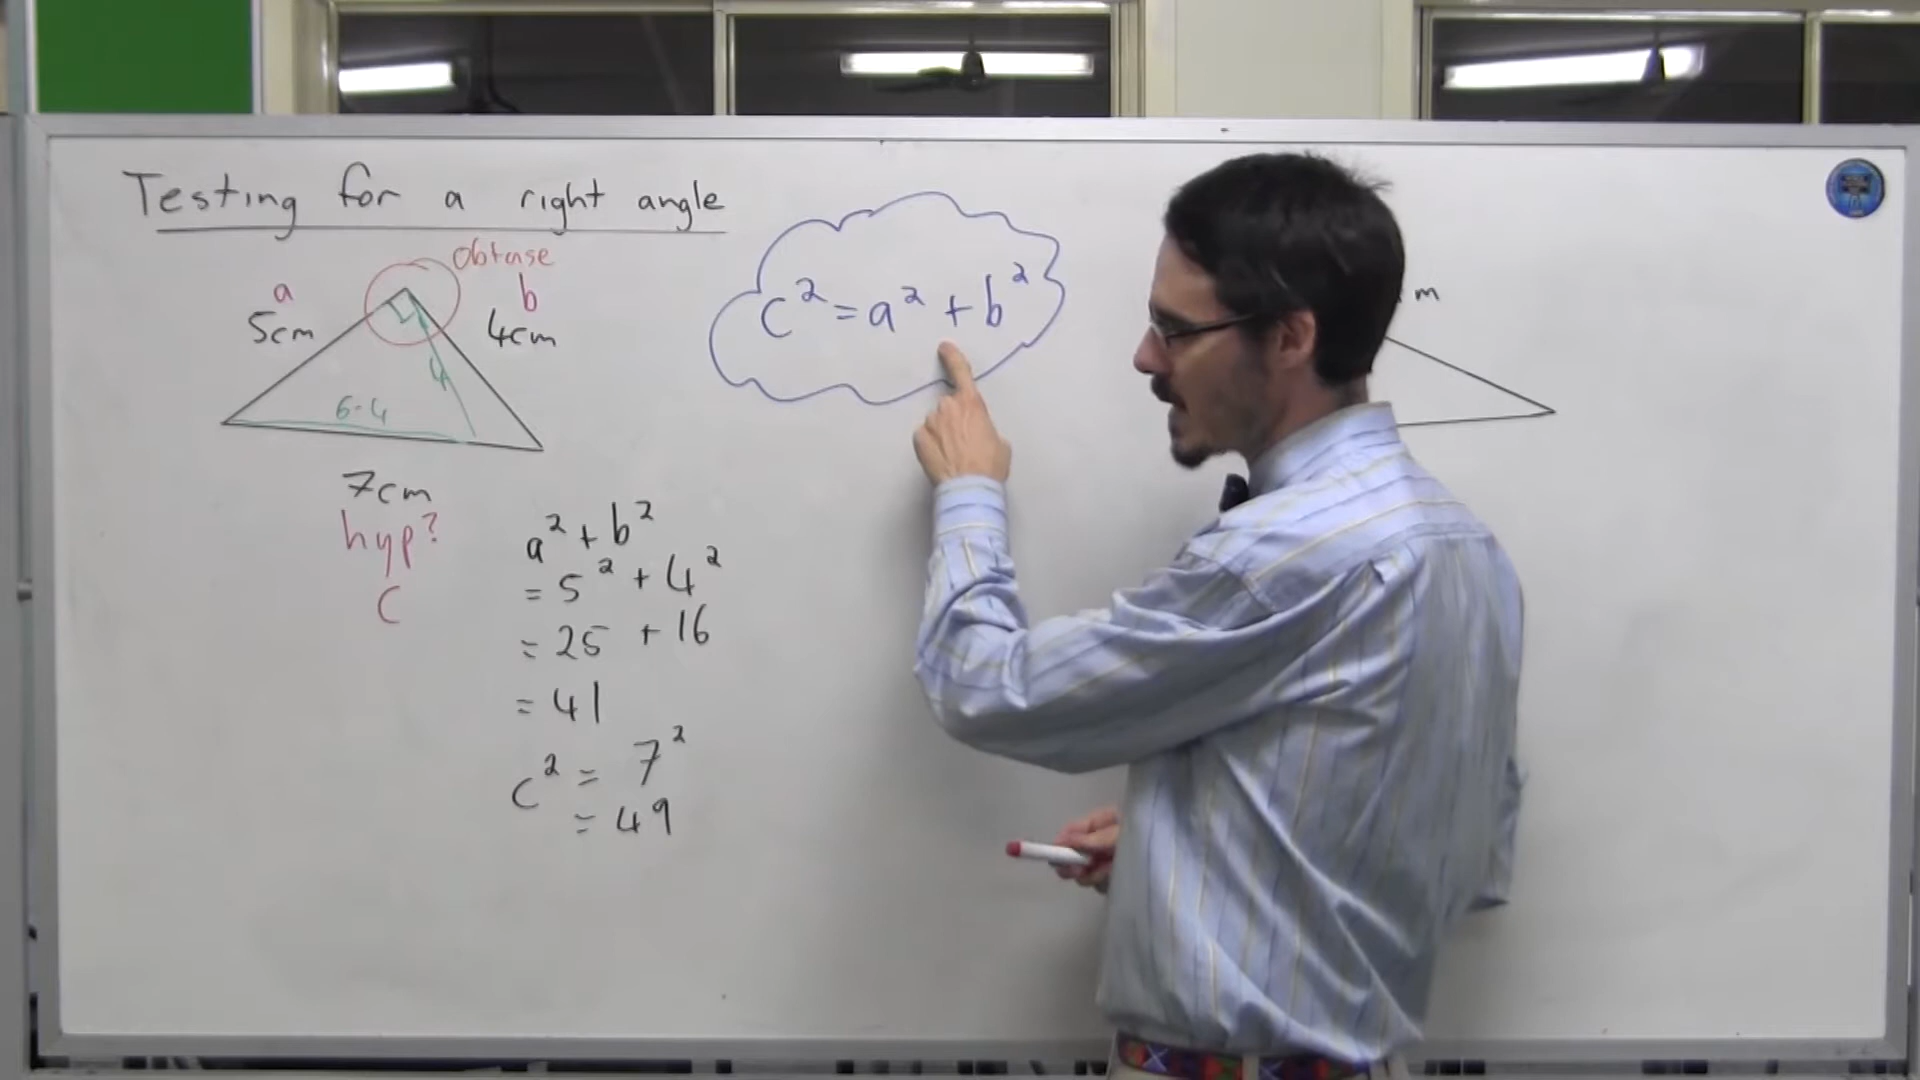 Testing for a right angle
obtuse
a
5cm
b
4cm
4
6.4
7cm
hyp?
c
c² = a² + b²
m
a² + b²
= 5² + 4²
= 25 + 16
= 41
c² = 7²
= 49